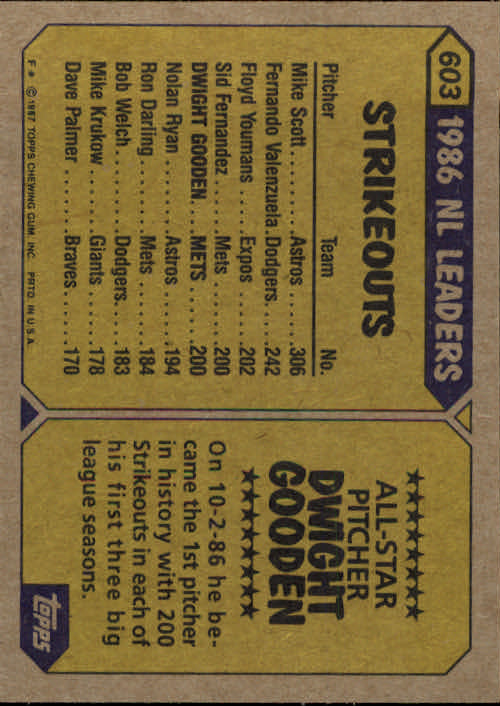 603 1986 NL LEADERS
STRIKEOUTS
Pitcher Team No.
Mike Scott.........Astros......306
Fernando Valenzuela.Dodgers....242
Floyd Youmans.....Expos......202
Sid Fernandez......Mets.......200
DWIGHT GOODEN...METS.....200
Nolan Ryan........Astros......194
Ron Darling........Mets.......184
Bob Welch.........Dodgers....183
Mike Krukow.......Giants......178
Dave Palmer.......Braves......170
F * © 1987 TOPPS CHEWING GUM, INC. PRTD. IN U.S.A.
★★★★★★★★
ALL-STAR
PITCHER
DWIGHT
GOODEN
★★★★★★★★
On 10-2-86 he be-
came the 1st pitcher
in history with 200
Strikeouts in each of
his first three big
league seasons.
topps